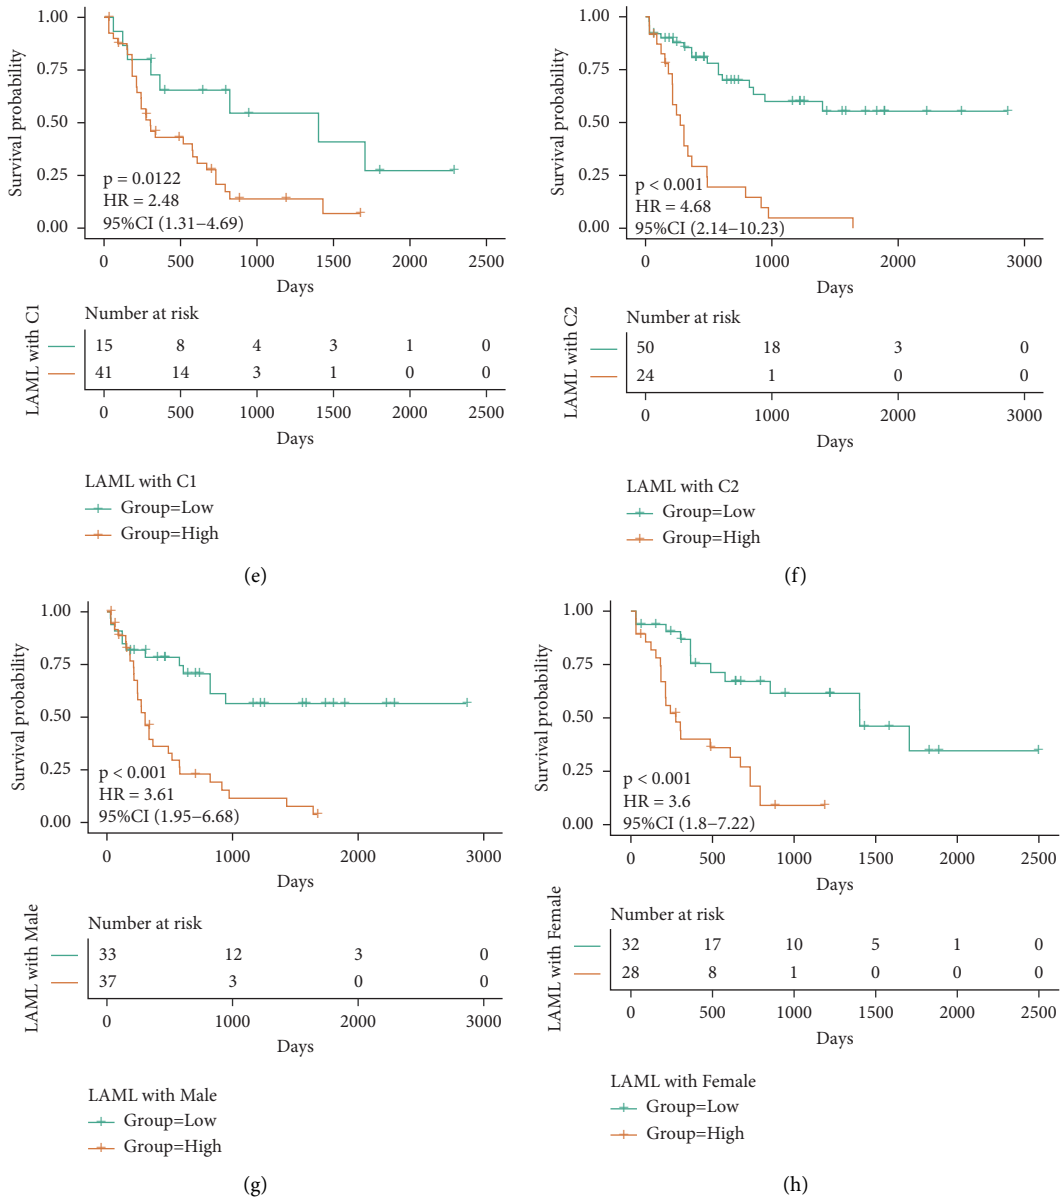 1.00
0.75
0.50
0.25
0.00
Survival probability
p = 0.0122
HR = 2.48
95%CI (1.31–4.69)
0 500 1000 1500 2000 2500
Days
Number at risk
LAML with C1
15 8 4 3 1 0
41 14 3 1 0 0
0 500 1000 1500 2000 2500
Days
LAML with C1
Group=Low
Group=High
(e)
1.00
0.75
0.50
0.25
0.00
Survival probability
p < 0.001
HR = 4.68
95%CI (2.14–10.23)
0 1000 2000 3000
Days
Number at risk
LAML with C2
50 18 3 0
24 1 0 0
0 1000 2000 3000
Days
LAML with C2
Group=Low
Group=High
(f)
1.00
0.75
0.50
0.25
0.00
Survival probability
p < 0.001
HR = 3.61
95%CI (1.95–6.68)
0 1000 2000 3000
Days
Number at risk
LAML with Male
33 12 3 0
37 3 0 0
0 1000 2000 3000
Days
LAML with Male
Group=Low
Group=High
(g)
1.00
0.75
0.50
0.25
0.00
Survival probability
p < 0.001
HR = 3.6
95%CI (1.8–7.22)
0 500 1000 1500 2000 2500
Days
Number at risk
LAML with Female
32 17 10 5 1 0
28 8 1 0 0 0
0 500 1000 1500 2000 2500
Days
LAML with Female
Group=Low
Group=High
(h)